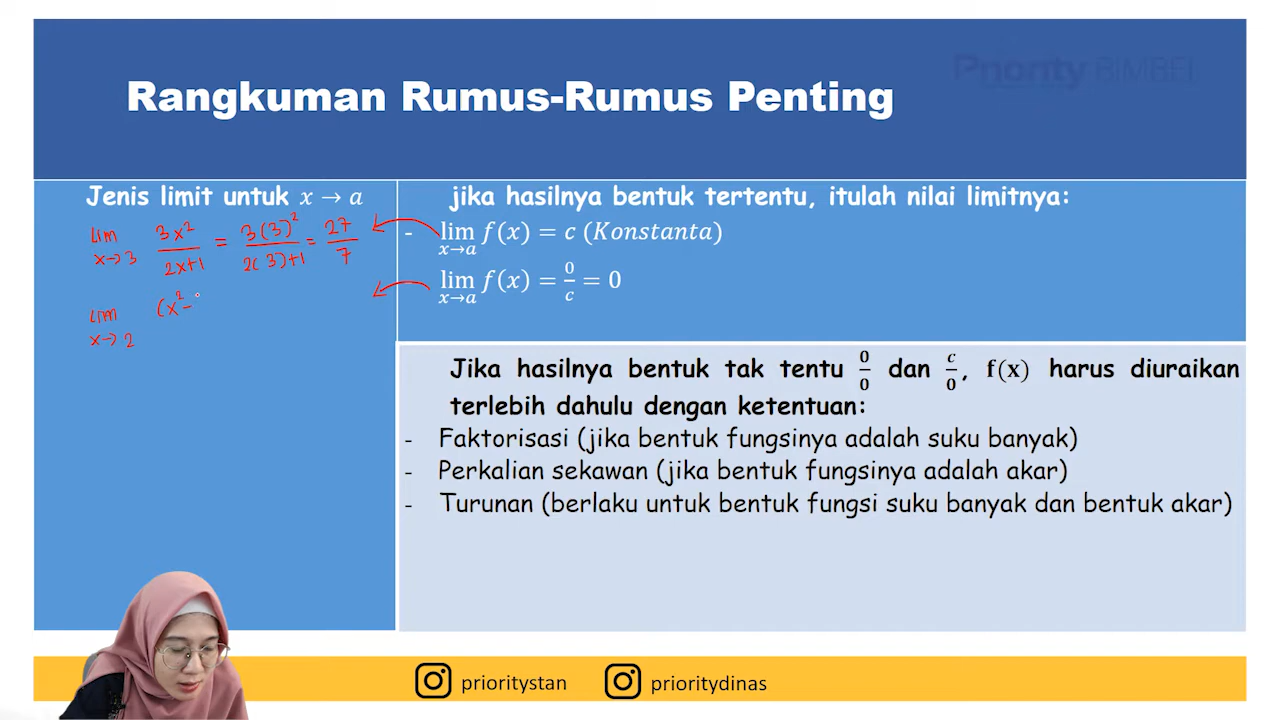 Priority BIMBEL
Rangkuman Rumus-Rumus Penting
Jenis limit untuk x → a
lim x→3 3x²/2x+1 = 3(3)²/2(3)+1 = 27/7
lim x→2 (x²-
jika hasilnya bentuk tertentu, itulah nilai limitnya:
- lim x→a f(x) = c (Konstanta)
lim x→a f(x) = 0/c = 0
Jika hasilnya bentuk tak tentu 0/0 dan c/0, f(x) harus diuraikan
terlebih dahulu dengan ketentuan:
- Faktorisasi (jika bentuk fungsinya adalah suku banyak)
- Perkalian sekawan (jika bentuk fungsinya adalah akar)
- Turunan (berlaku untuk bentuk fungsi suku banyak dan bentuk akar)
prioritystan
prioritydinas